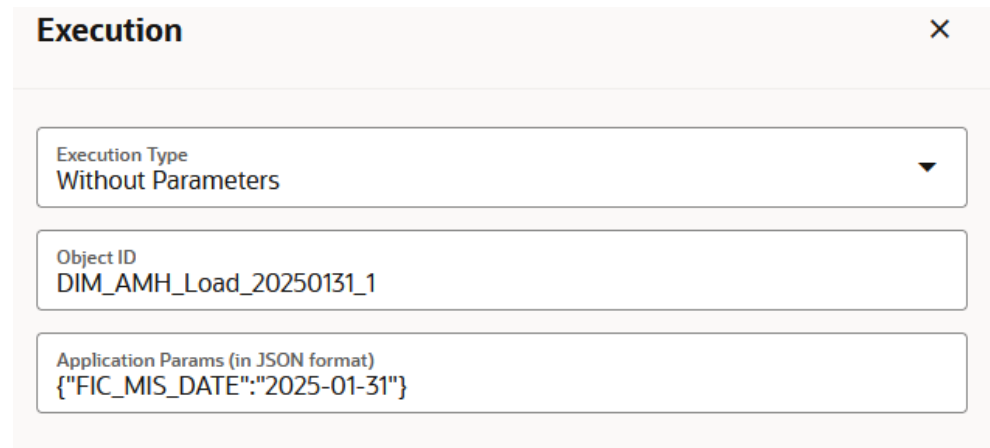 Execution
Execution Type
Without Parameters
Object ID
DIM_AMH_Load_20250131_1
Application Params (in JSON format)
{"FIC_MIS_DATE":"2025-01-31"}